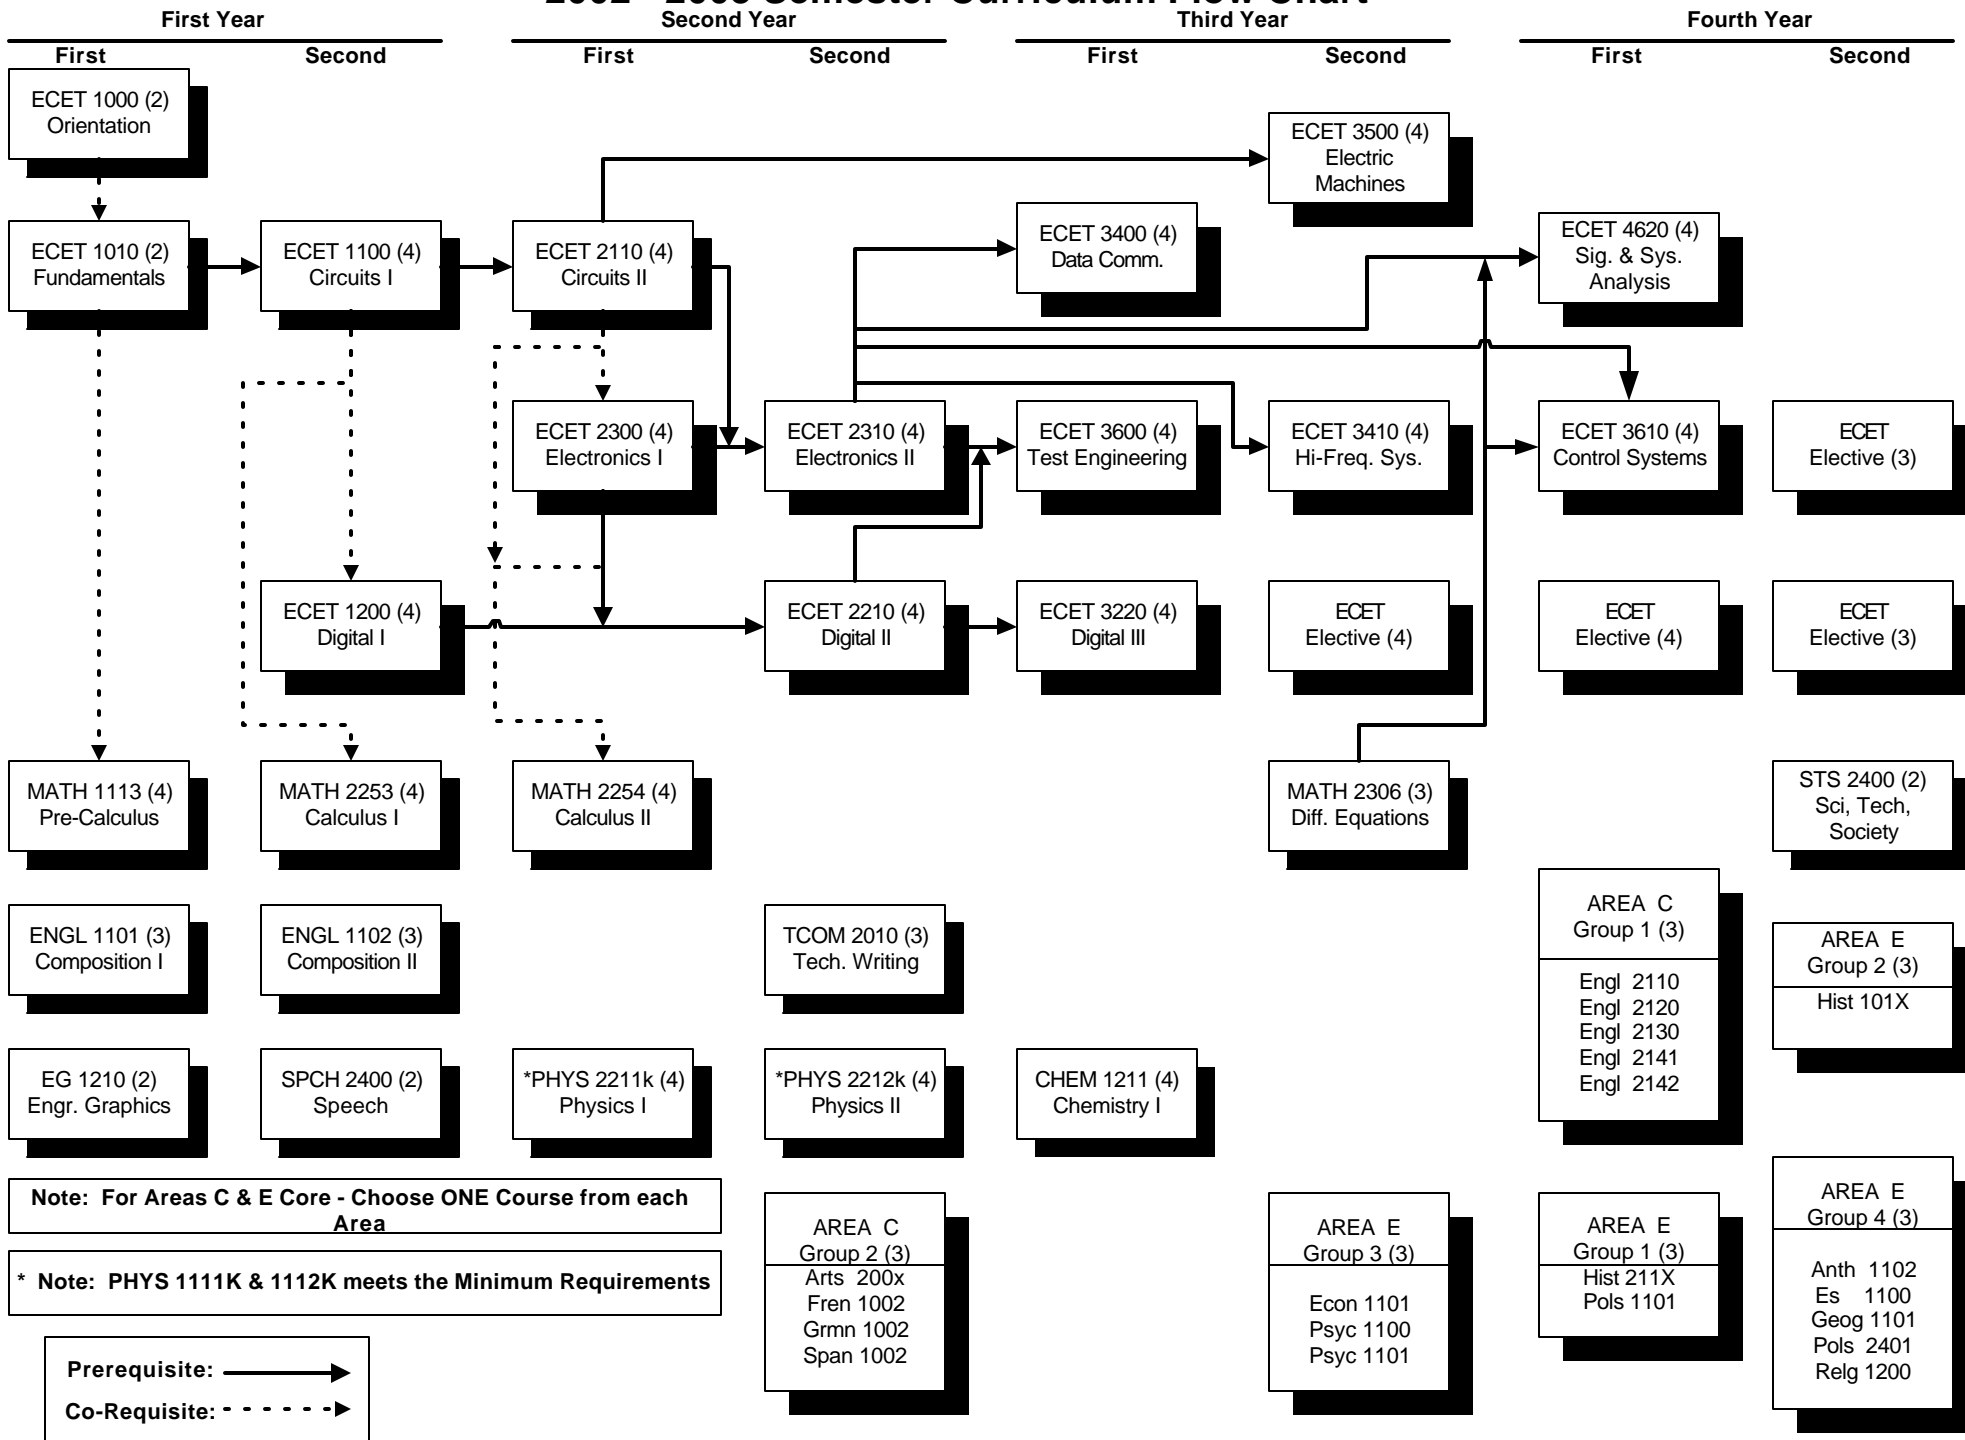 2002 - 2003 Semester Curriculum Flow Chart
First Year
Second Year
Third Year
Fourth Year
First
Second
First
Second
First
Second
First
Second
ECET 1000 (2)
Orientation
ECET 3500 (4)
Electric
Machines
ECET 1010 (2)
Fundamentals
ECET 1100 (4)
Circuits I
ECET 2110 (4)
Circuits II
ECET 3400 (4)
Data Comm.
ECET 4620 (4)
Sig. & Sys.
Analysis
ECET 2300 (4)
Electronics I
ECET 2310 (4)
Electronics II
ECET 3600 (4)
Test Engineering
ECET 3410 (4)
Hi-Freq. Sys.
ECET 3610 (4)
Control Systems
ECET
Elective (3)
ECET 1200 (4)
Digital I
ECET 2210 (4)
Digital II
ECET 3220 (4)
Digital III
ECET
Elective (4)
ECET
Elective (4)
ECET
Elective (3)
MATH 1113 (4)
Pre-Calculus
MATH 2253 (4)
Calculus I
MATH 2254 (4)
Calculus II
MATH 2306 (3)
Diff. Equations
STS 2400 (2)
Sci, Tech,
Society
ENGL 1101 (3)
Composition I
ENGL 1102 (3)
Composition II
TCOM 2010 (3)
Tech. Writing
AREA C
Group 1 (3)
Engl 2110
Engl 2120
Engl 2130
Engl 2141
Engl 2142
AREA E
Group 2 (3)
Hist 101X
EG 1210 (2)
Engr. Graphics
SPCH 2400 (2)
Speech
*PHYS 2211k (4)
Physics I
*PHYS 2212k (4)
Physics II
CHEM 1211 (4)
Chemistry I
Note: For Areas C & E Core - Choose ONE Course from each
Area
* Note: PHYS 1111K & 1112K meets the Minimum Requirements
AREA C
Group 2 (3)
Arts 200x
Fren 1002
Grmn 1002
Span 1002
AREA E
Group 3 (3)
Econ 1101
Psyc 1100
Psyc 1101
AREA E
Group 1 (3)
Hist 211X
Pols 1101
AREA E
Group 4 (3)
Anth 1102
Es 1100
Geog 1101
Pols 2401
Relg 1200
Prerequisite:
Co-Requisite: